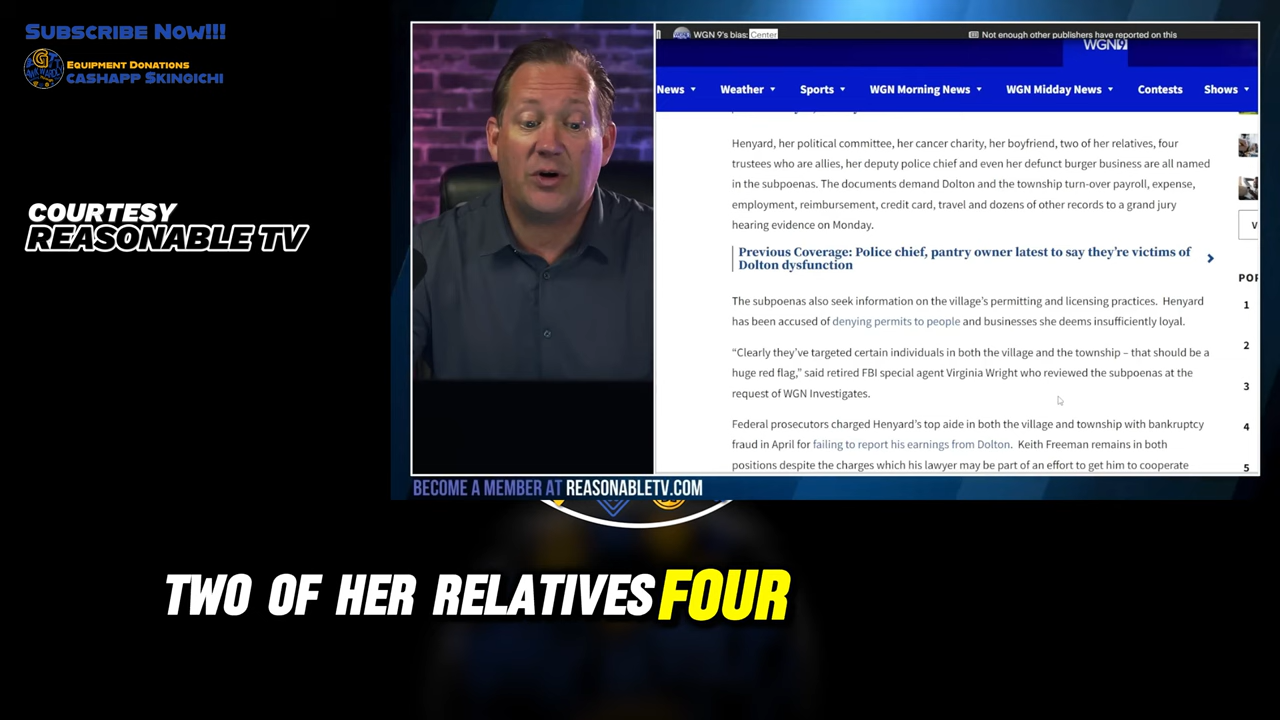 Subscribe Now!!!
Equipment Donations
CASHAPP $KINGICHI
COURTESY
REASONABLE TV
WGN 9's bias: Center
Not enough other publishers have reported on this
WGN9
News
Weather
Sports
WGN Morning News
WGN Midday News
Contests
Shows
Henyard, her political committee, her cancer charity, her boyfriend, two of her relatives, four
trustees who are allies, her deputy police chief and even her defunct burger business are all named
in the subpoenas. The documents demand Dolton and the township turn-over payroll, expense,
employment, reimbursement, credit card, travel and dozens of other records to a grand jury
hearing evidence on Monday.
Previous Coverage: Police chief, pantry owner latest to say they're victims of
Dolton dysfunction
The subpoenas also seek information on the village's permitting and licensing practices. Henyard
has been accused of denying permits to people and businesses she deems insufficiently loyal.
“Clearly they've targeted certain individuals in both the village and the township – that should be a
huge red flag,” said retired FBI special agent Virginia Wright who reviewed the subpoenas at the
request of WGN Investigates.
Federal prosecutors charged Henyard's top aide in both the village and township with bankruptcy
fraud in April for failing to report his earnings from Dolton. Keith Freeman remains in both
positions despite the charges which his lawyer may be part of an effort to get him to cooperate
V
POP
1
2
3
4
5
BECOME A MEMBER AT REASONABLETV.COM
TWO OF HER RELATIVES FOUR